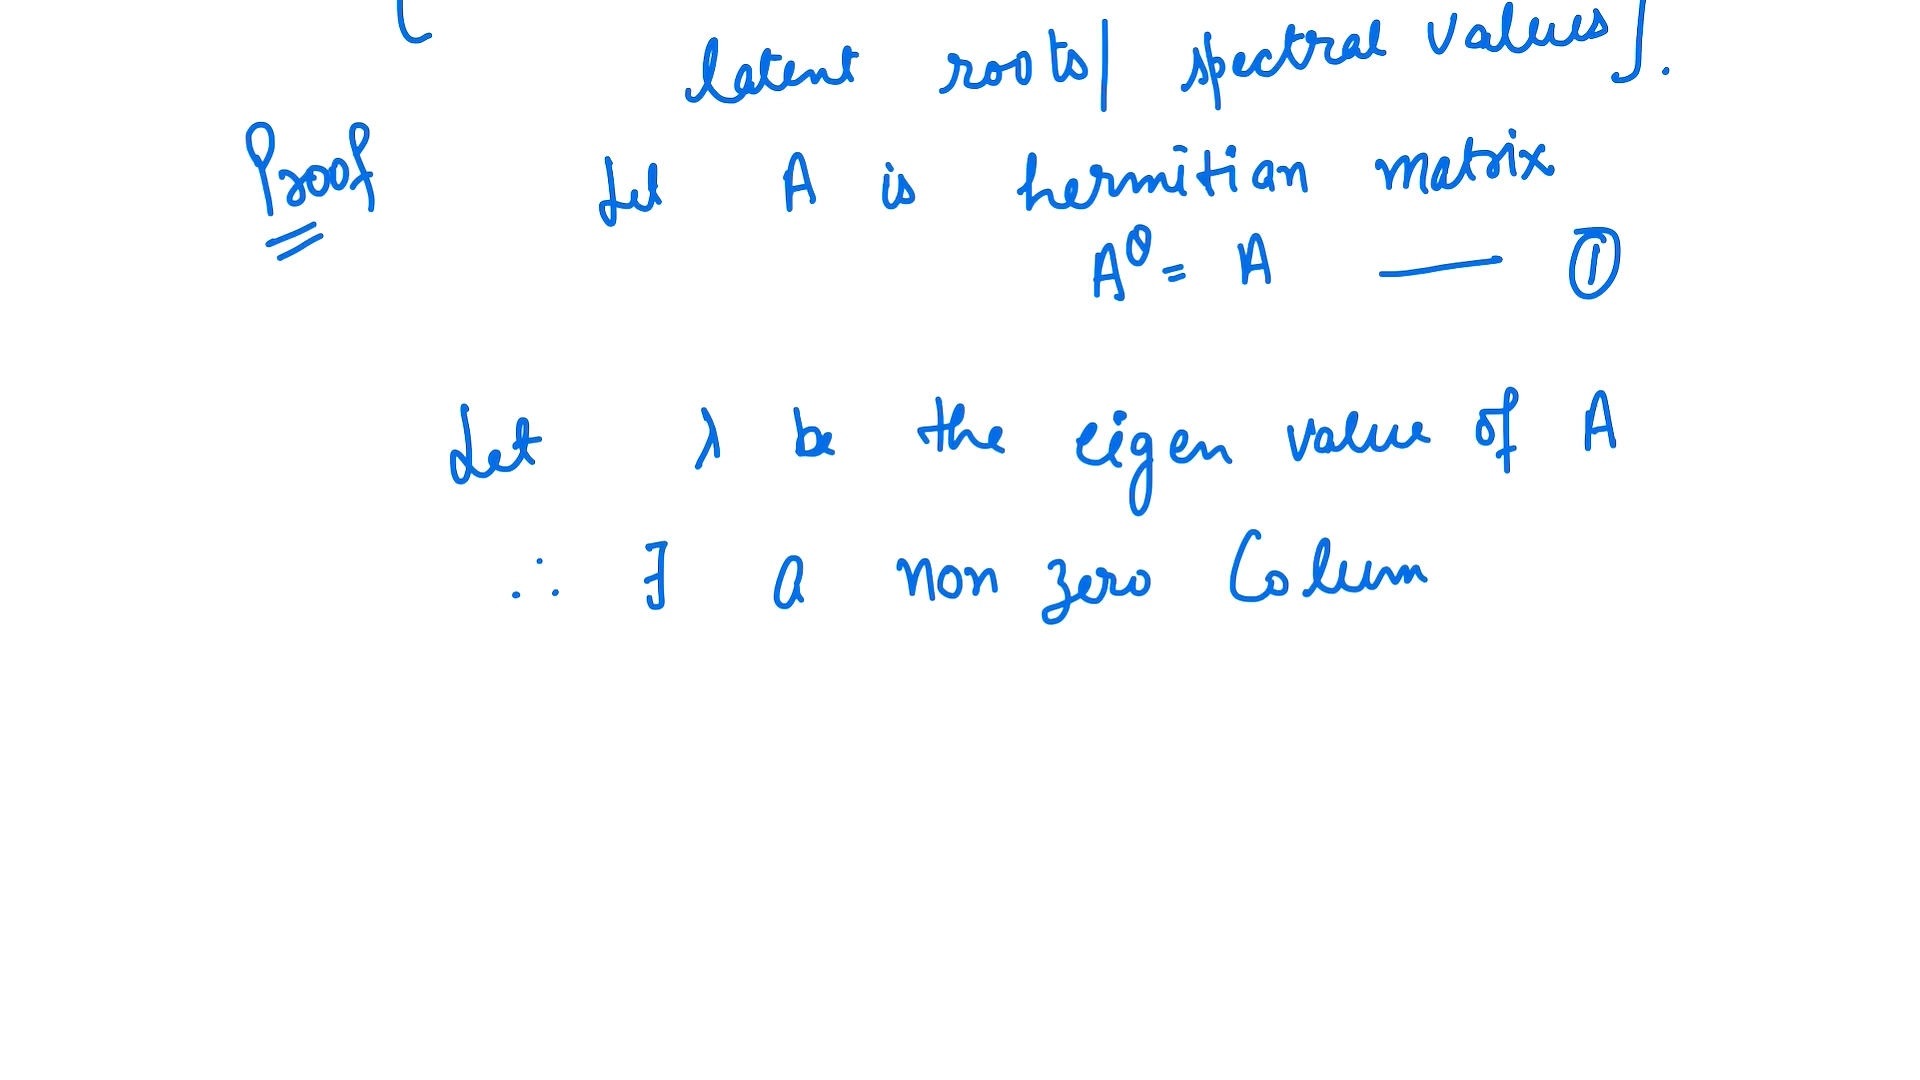 [ latent roots| spectral values].
Proof Let A is hermitian matrix
A^θ = A —— ①
Let λ be the eigen value of A
∴ ∃ a non zero Colum